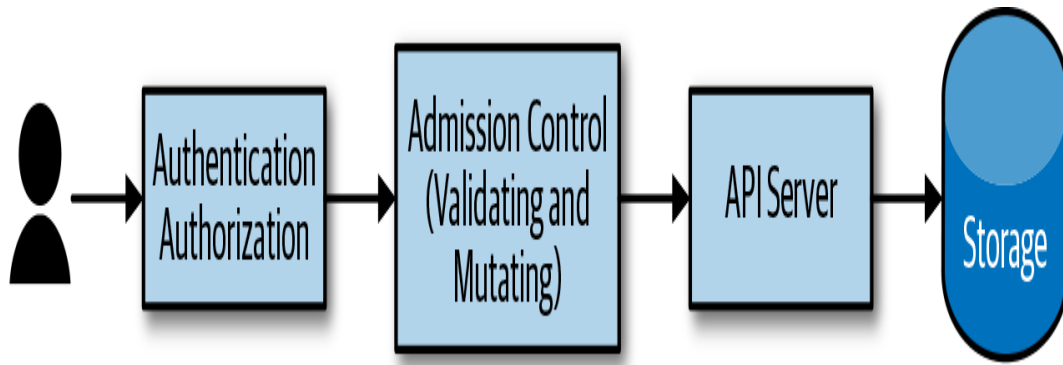 Authentication
Authorization
Admission Control
(Validating and
Mutating)
API Server
Storage